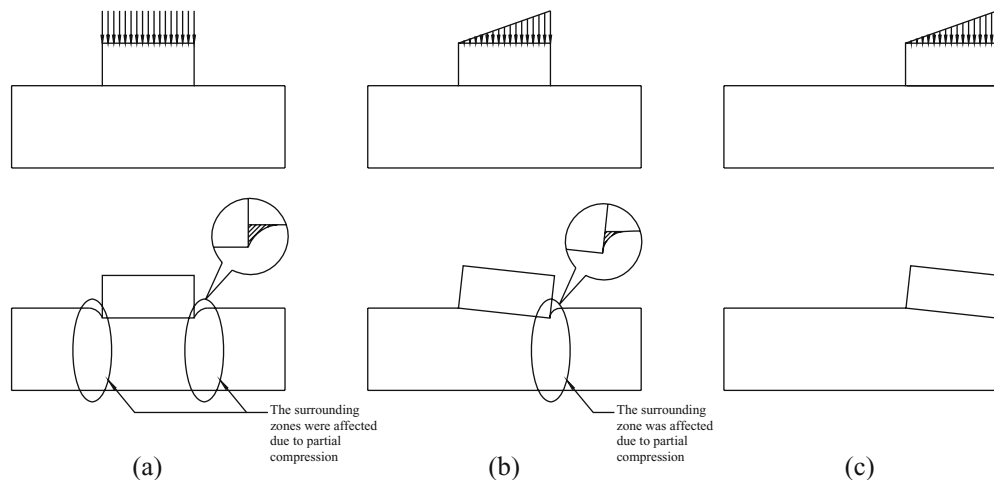 The surrounding
zones were affected
due to partial
compression
The surrounding
zone was affected
due to partial
compression
(a)
(b)
(c)